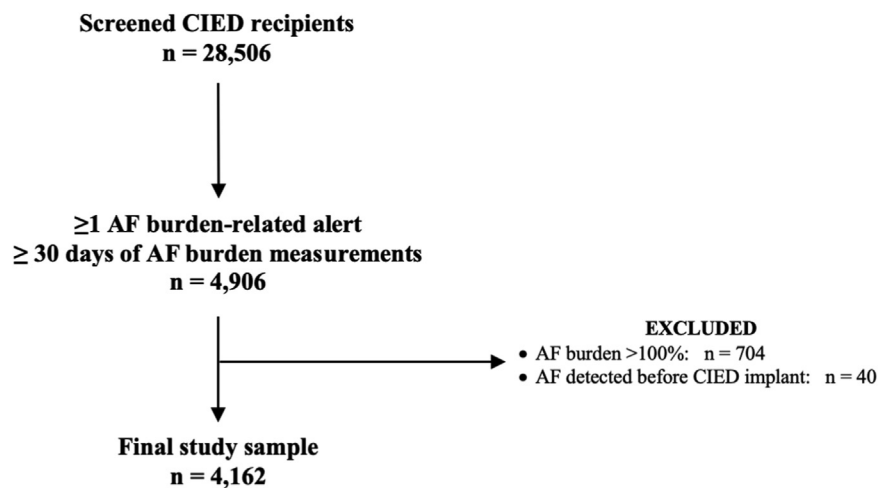 Screened CIED recipients
n = 28,506
≥1 AF burden-related alert
≥ 30 days of AF burden measurements
n = 4,906
EXCLUDED
• AF burden >100%: n = 704
• AF detected before CIED implant: n = 40
Final study sample
n = 4,162